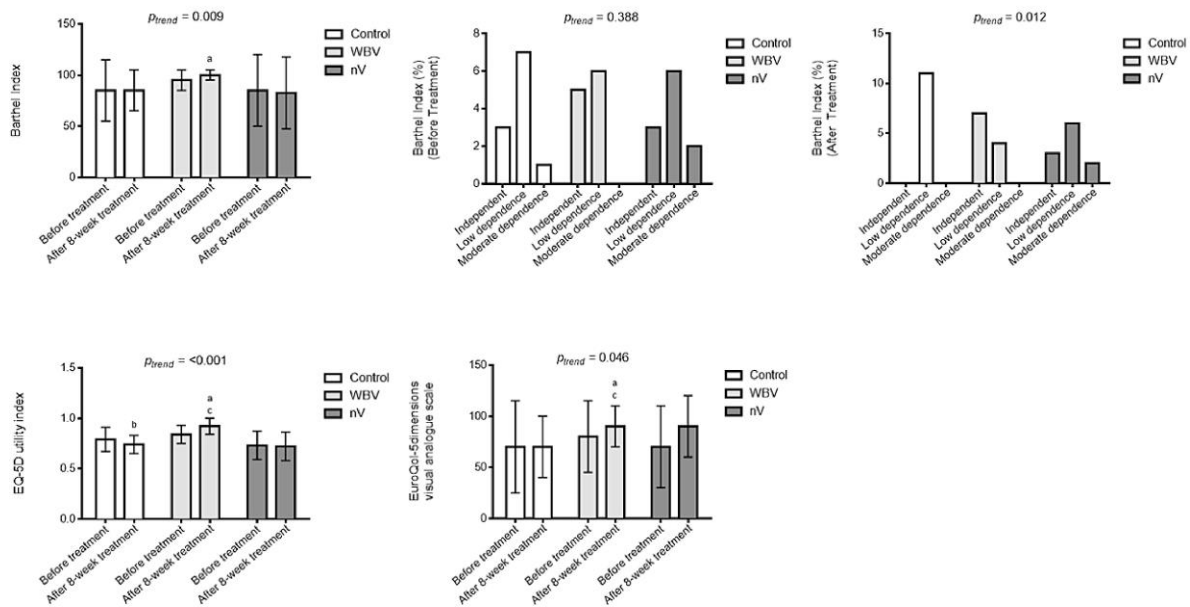 p_trend = 0.009
Barthel Index
150
100
50
0
Before treatment
After 8-week treatment
Before treatment
After 8-week treatment
Before treatment
After 8-week treatment
a
Control
WBV
nV
p_trend = 0.388
Barthel Index (%)
(Before Treatment)
8
6
4
2
0
Independent
Low dependence
Moderate dependence
Independent
Low dependence
Moderate dependence
Independent
Low dependence
Moderate dependence
Control
WBV
nV
p_trend = 0.012
Barthel Index (%)
(After Treatment)
15
10
5
0
Independent
Low dependence
Moderate dependence
Independent
Low dependence
Moderate dependence
Independent
Low dependence
Moderate dependence
Control
WBV
nV
p_trend = <0.001
EQ-5D utility index
1.5
1.0
0.5
0.0
b
a
c
Before treatment
After 8-week treatment
Before treatment
After 8-week treatment
Before treatment
After 8-week treatment
Control
WBV
nV
p_trend = 0.046
EuroQol-5dimensions
visual analogue scale
150
100
50
0
a
c
Before treatment
After 8-week treatment
Before treatment
After 8-week treatment
Before treatment
After 8-week treatment
Control
WBV
nV